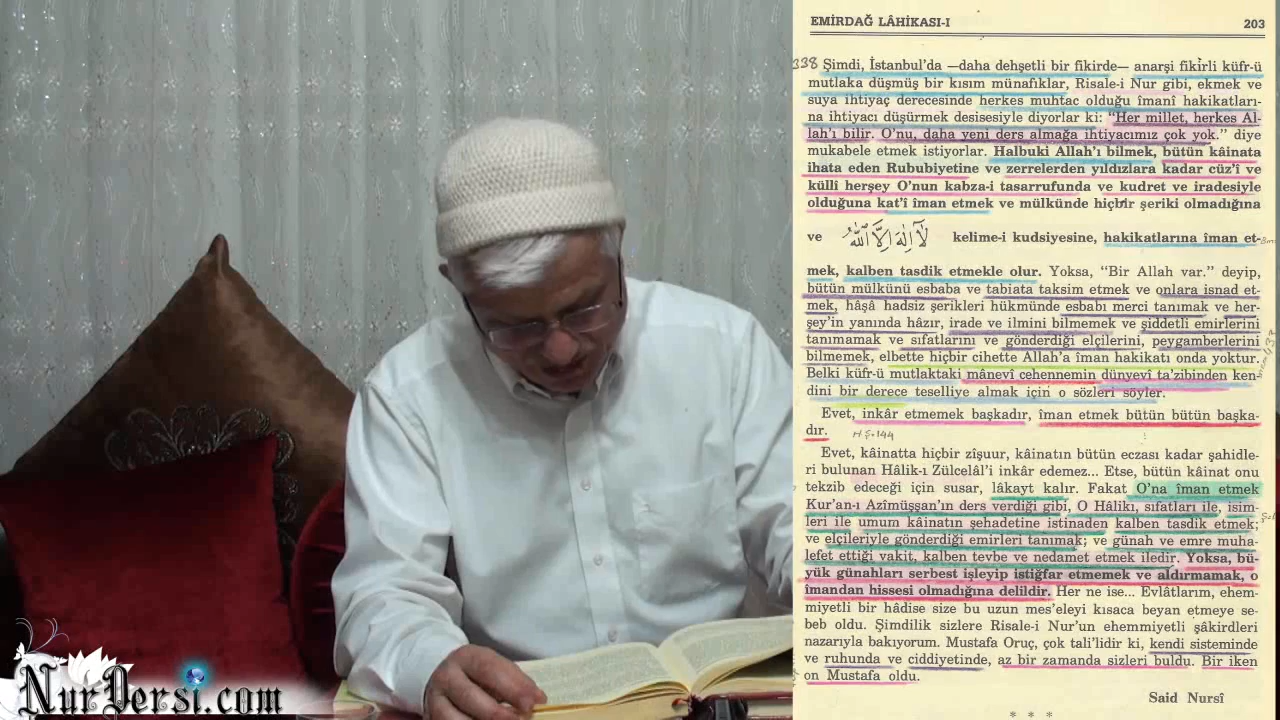 EMİRDAĞ LÂHİKASI-I 203
338 Şimdi, İstanbul'da —daha dehşetli bir fikirde— anarşi fikirli küfr-ü
mutlaka düşmüş bir kısım münafıklar, Risale-i Nur gibi, ekmek ve
suya ihtiyaç derecesinde herkes muhtac olduğu îmanî hakikatları-
na ihtiyacı düşürmek desisesiyle diyorlar ki: "Her millet, herkes Al-
lah'ı bilir. O'nu, daha yeni ders almağa ihtiyacımız çok yok." diye
mukabele etmek istiyorlar. Halbuki Allah'ı bilmek, bütün kâinata
ihata eden Rububiyetine ve zerrelerden yıldızlara kadar cüz'î ve
küllî herşey O'nun kabza-i tasarrufunda ve kudret ve iradesiyle
olduğuna kat'î îman etmek ve mülkünde hiçbir şeriki olmadığına
ve لَا اِلٰهَ اِلَّا اللّٰهُ kelime-i kudsiyesine, hakikatlarına îman et-
mek, kalben tasdik etmekle olur. Yoksa, "Bir Allah var." deyip,
bütün mülkünü esbaba ve tabiata taksim etmek ve onlara isnad et-
mek, hâşâ hadsiz şerikleri hükmünde esbabı merci tanımak ve her-
şey'in yanında hâzır, irade ve ilmini bilmemek ve şiddetli emirlerini
tanımamak ve sıfatlarını ve gönderdiği elçilerini, peygamberlerini
bilmemek, elbette hiçbir cihette Allah'a îman hakikatı onda yoktur.
Belki küfr-ü mutlaktaki mânevî cehennemin dünyevî ta'zibinden ken-
dini bir derece teselliye almak için o sözleri söyler.
Evet, inkâr etmemek başkadır, îman etmek bütün bütün başka-
dır. HŞ.144
Evet, kâinatta hiçbir zîşuur, kâinatın bütün eczası kadar şahidle-
ri bulunan Hâlik-ı Zülcelâl'i inkâr edemez... Etse, bütün kâinat onu
tekzib edeceği için susar, lâkayt kalır. Fakat O'na îman etmek
Kur'an-ı Azîmüşşan'ın ders verdiği gibi, O Hâlikı, sıfatları ile, isim-
leri ile umum kâinatın şehadetine istinaden kalben tasdik etmek;
ve elçileriyle gönderdiği emirleri tanımak; ve günah ve emre muha-
lefet ettiği vakit, kalben tevbe ve nedamet etmek iledir. Yoksa, bü-
yük günahları serbest işleyip istiğfar etmemek ve aldırmamak, o
îmandan hissesi olmadığına delildir. Her ne ise... Evlâtlarım, ehem-
miyetli bir hâdise size bu uzun mes'eleyi kısaca beyan etmeye se-
beb oldu. Şimdilik sizlere Risale-i Nur'un ehemmiyetli şâkirdleri
nazarıyla bakıyorum. Mustafa Oruç, çok tali'lidir ki, kendi sisteminde
ve ruhunda ve ciddiyetinde, az bir zamanda sizleri buldu. Bir iken
on Mustafa oldu.
Said Nursî
* * *
NurDersi.com